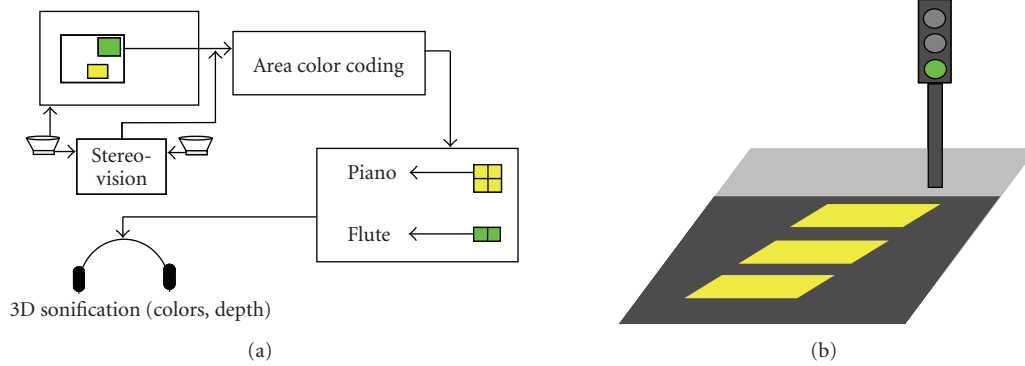 Area color coding
Stereo-
vision
Piano
Flute
3D sonification (colors, depth)
(a)
(b)